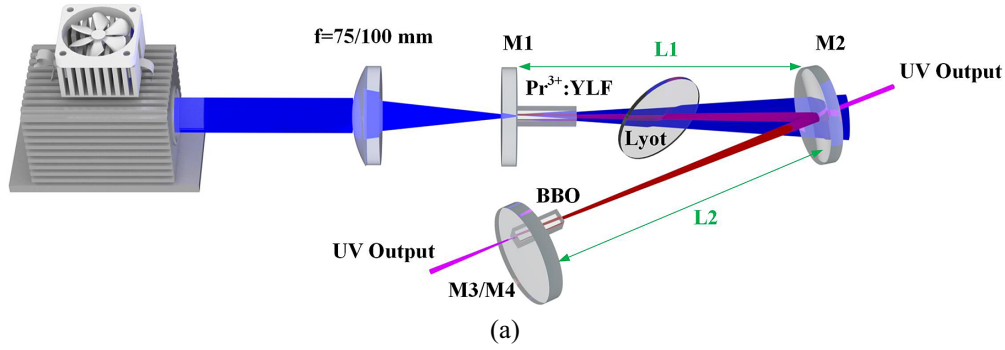 f=75/100 mm
M1
L1
M2
UV Output
Pr³⁺:YLF
Lyot
BBO
L2
UV Output
M3/M4
(a)